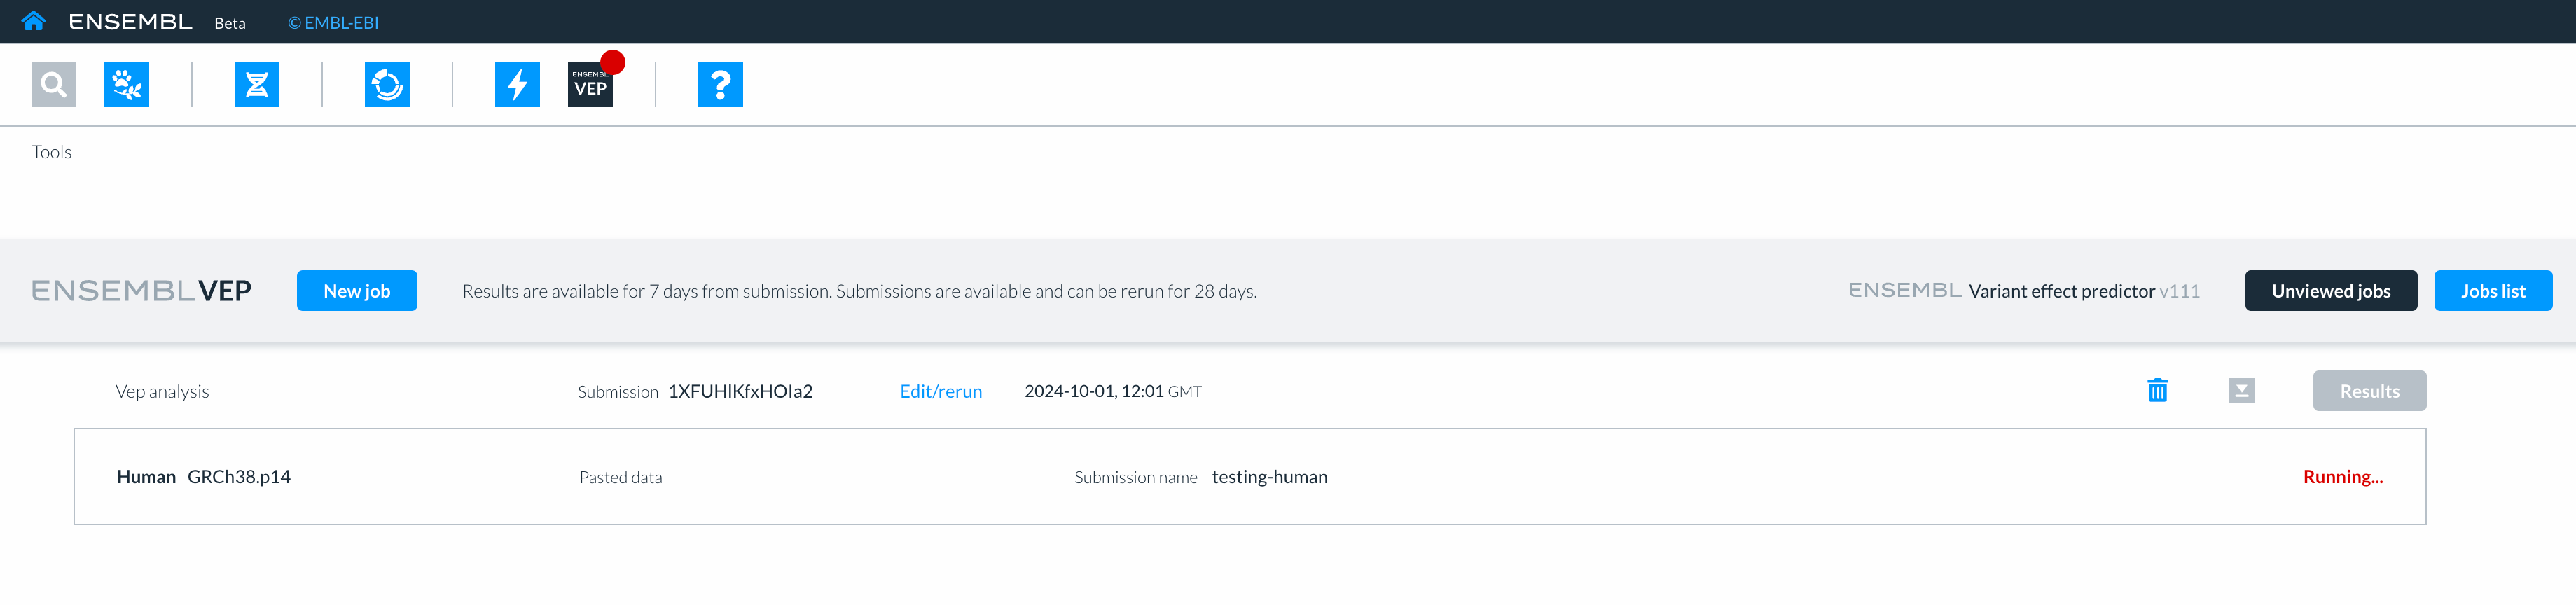 ENSEMBL Beta © EMBL-EBI
ENSEMBL
VEP
?
Tools
ENSEMBLVEP New job Results are available for 7 days from submission. Submissions are available and can be rerun for 28 days. ENSEMBL Variant effect predictor v111 Unviewed jobs Jobs list
Vep analysis Submission 1XFUHlKfxHOIa2 Edit/rerun 2024-10-01, 12:01 GMT Results
Human GRCh38.p14 Pasted data Submission name testing-human Running...